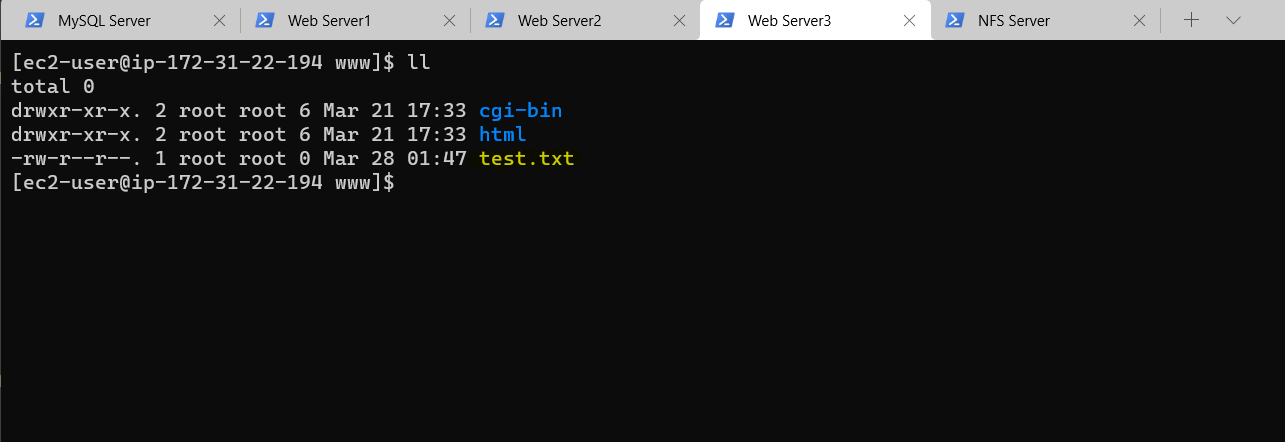 MySQL Server Web Server1 Web Server2 Web Server3 NFS Server
[ec2-user@ip-172-31-22-194 www]$ ll
total 0
drwxr-xr-x. 2 root root 6 Mar 21 17:33 cgi-bin
drwxr-xr-x. 2 root root 6 Mar 21 17:33 html
-rw-r--r--. 1 root root 0 Mar 28 01:47 test.txt
[ec2-user@ip-172-31-22-194 www]$